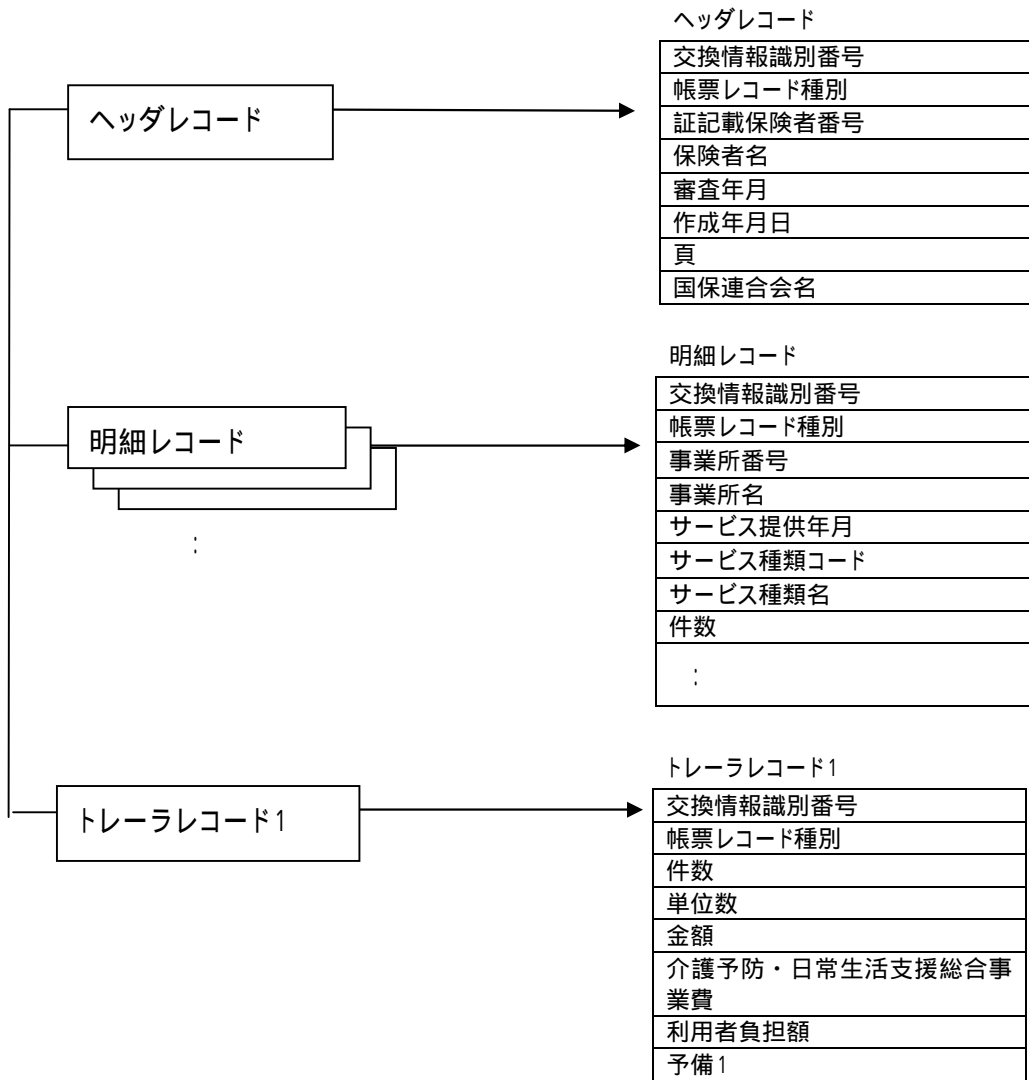 ヘッダレコード
ヘッダレコード
交換情報識別番号
帳票レコード種別
証記載保険者番号
保険者名
審査年月
作成年月日
頁
国保連合会名
明細レコード
:
明細レコード
交換情報識別番号
帳票レコード種別
事業所番号
事業所名
サービス提供年月
サービス種類コード
サービス種類名
件数
:
トレーラレコード1
トレーラレコード1
交換情報識別番号
帳票レコード種別
件数
単位数
金額
介護予防・日常生活支援総合事
業費
利用者負担額
予備1